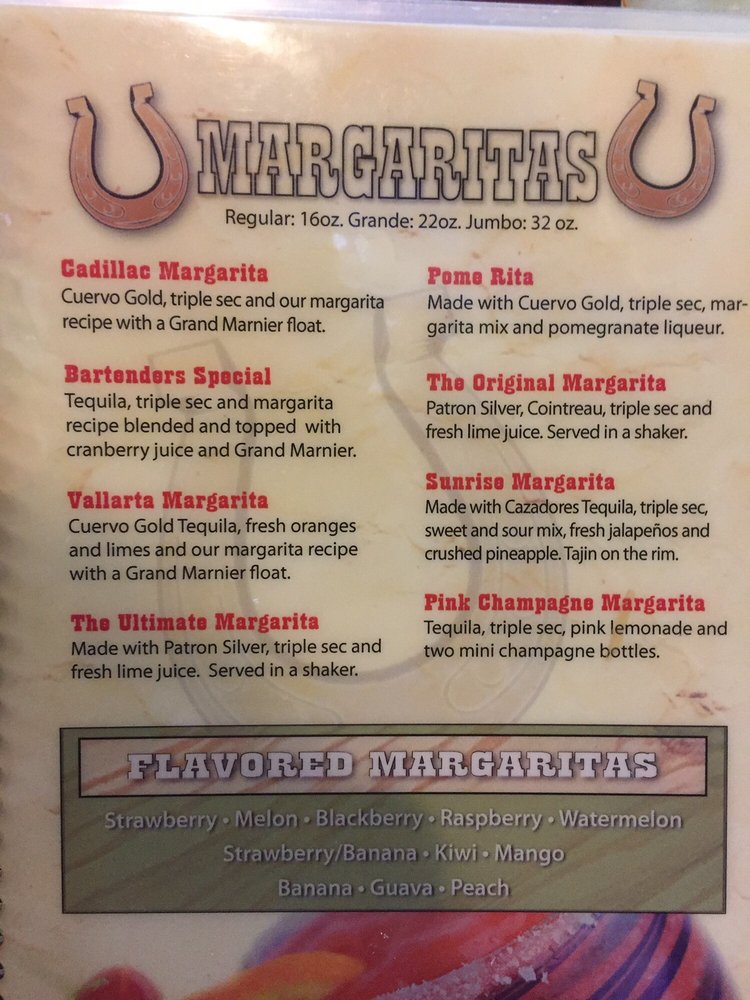 MARGARITAS
Regular: 16oz. Grande: 22oz. Jumbo: 32 oz.
Cadillac Margarita
Cuervo Gold, triple sec and our margarita
recipe with a Grand Marnier float.
Bartenders Special
Tequila, triple sec and margarita
recipe blended and topped with
cranberry juice and Grand Marnier.
Vallarta Margarita
Cuervo Gold Tequila, fresh oranges
and limes and our margarita recipe
with a Grand Marnier float.
The Ultimate Margarita
Made with Patron Silver, triple sec and
fresh lime juice. Served in a shaker.
Pome Rita
Made with Cuervo Gold, triple sec, mar-
garita mix and pomegranate liqueur.
The Original Margarita
Patron Silver, Cointreau, triple sec and
fresh lime juice. Served in a shaker.
Sunrise Margarita
Made with Cazadores Tequila, triple sec,
sweet and sour mix, fresh jalapeños and
crushed pineapple. Tajin on the rim.
Pink Champagne Margarita
Tequila, triple sec, pink lemonade and
two mini champagne bottles.
FLAVORED MARGARITAS
Strawberry • Melon • Blackberry • Raspberry • Watermelon
Strawberry/Banana • Kiwi • Mango
Banana • Guava • Peach